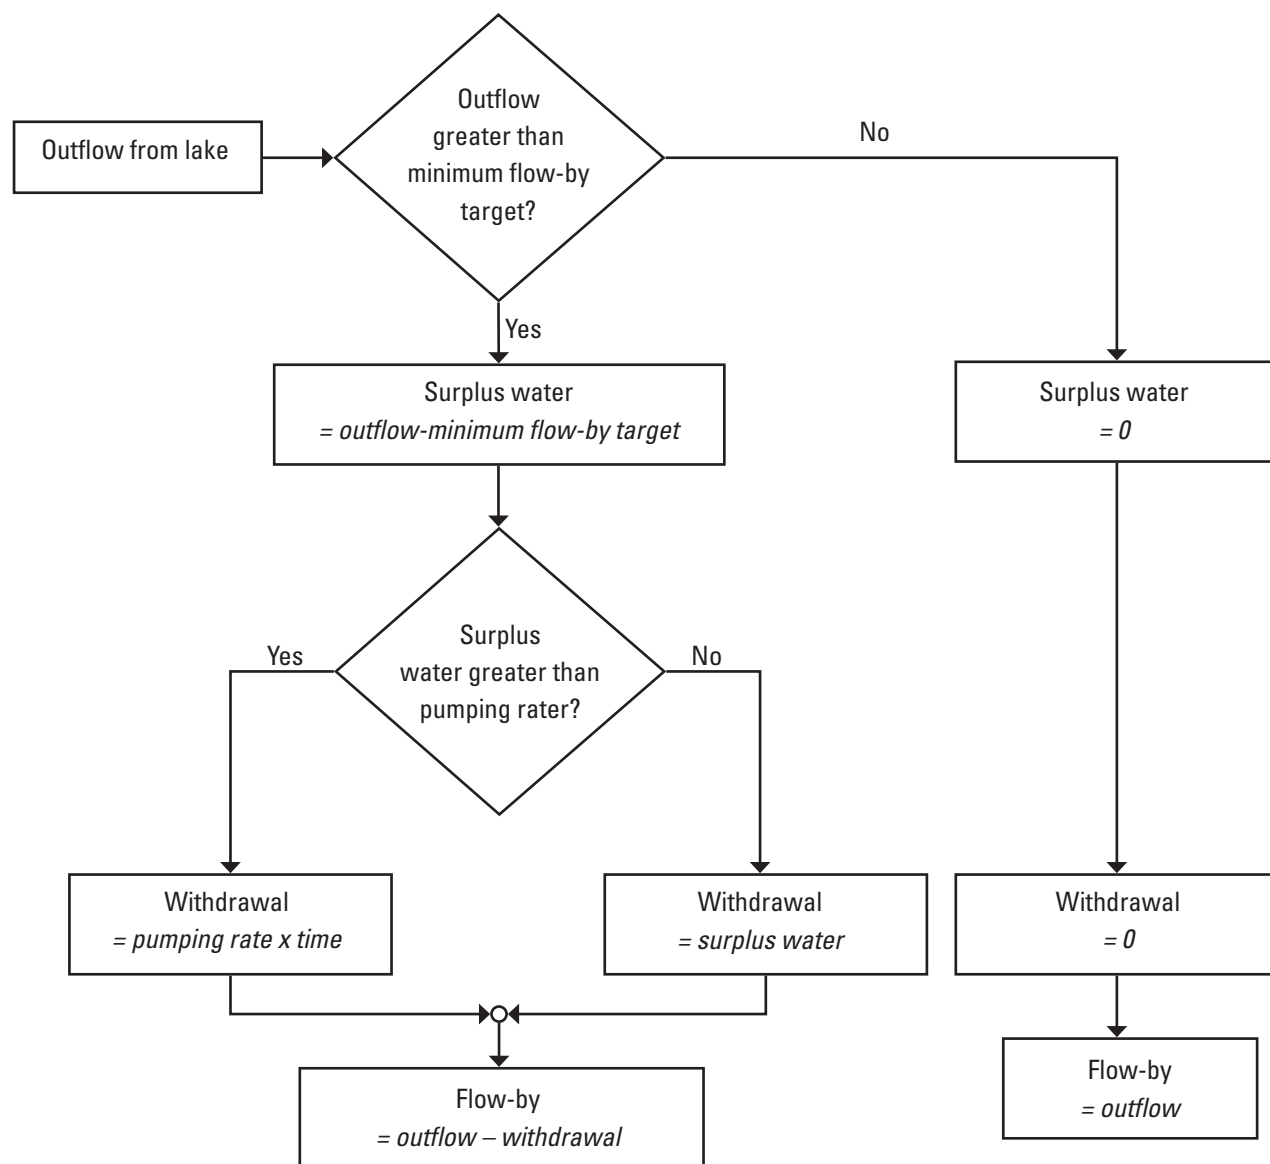 Outflow from lake
Outflow
greater than
minimum flow-by
target?
No
Yes
Surplus water
= outflow-minimum flow-by target
Surplus water
= 0
Surplus
water greater than
pumping rater?
Yes
No
Withdrawal
= pumping rate x time
Withdrawal
= surplus water
Withdrawal
= 0
Flow-by
= outflow – withdrawal
Flow-by
= outflow